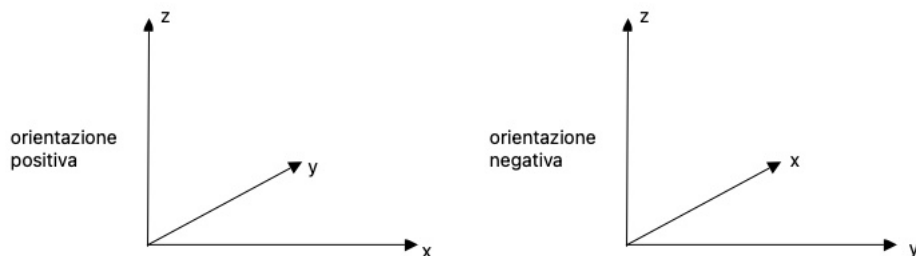 z
orientazione
positiva
y
x
z
orientazione
negativa
x
y